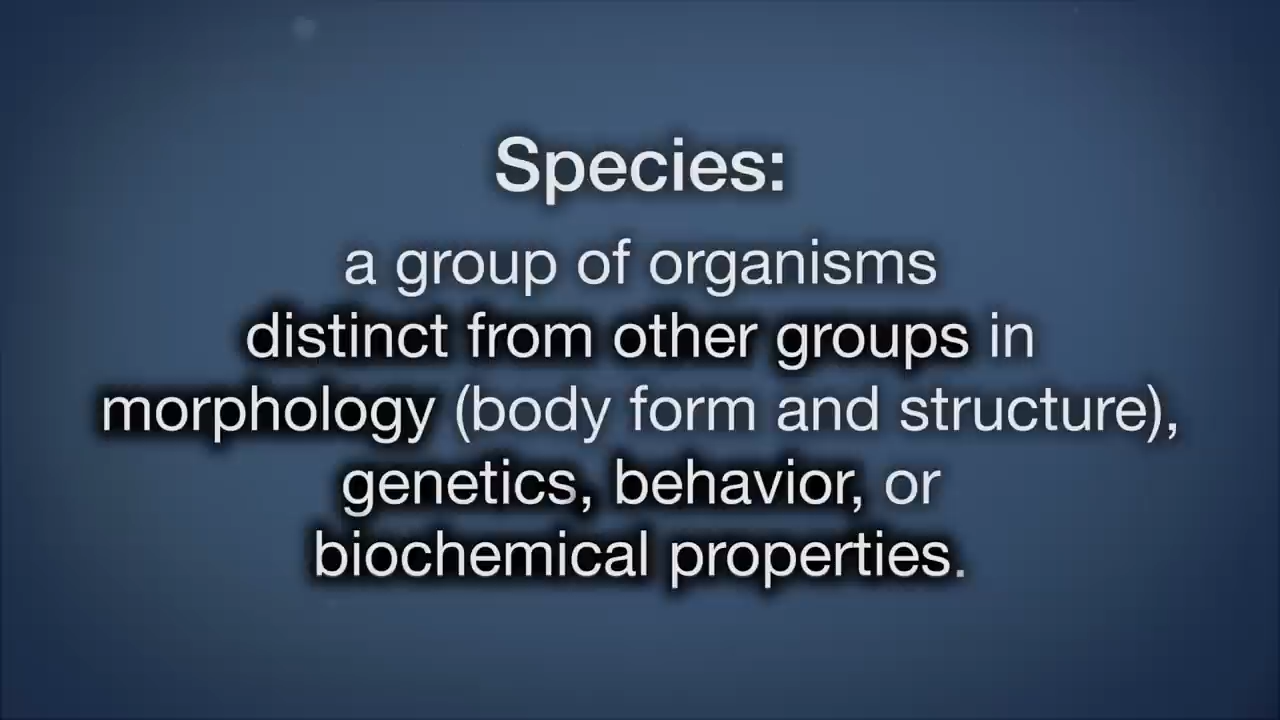 Species:
a group of organisms
distinct from other groups in
morphology (body form and structure),
genetics, behavior, or
biochemical properties.